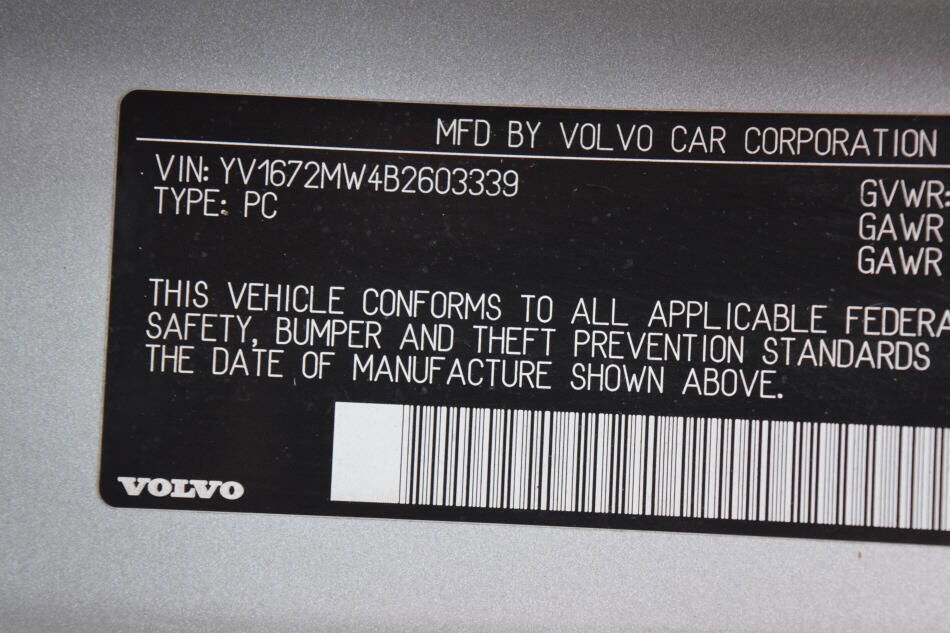 MFD BY VOLVO CAR CORPORATION
VIN: YV1672MW4B2603339
TYPE: PC
GVWR:
GAWR
GAWR
THIS VEHICLE CONFORMS TO ALL APPLICABLE FEDERA
SAFETY, BUMPER AND THEFT PREVENTION STANDARDS
THE DATE OF MANUFACTURE SHOWN ABOVE.
VOLVO